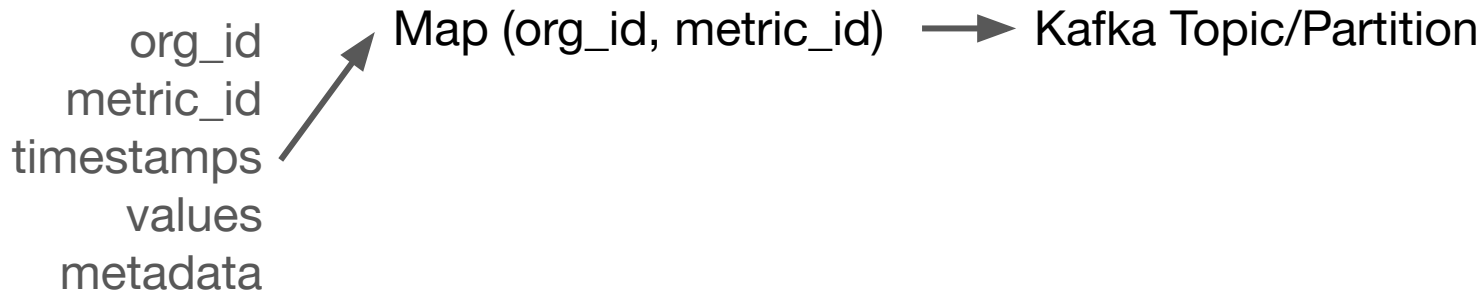 org_id
metric_id
timestamps
values
metadata
Map (org_id, metric_id)
Kafka Topic/Partition